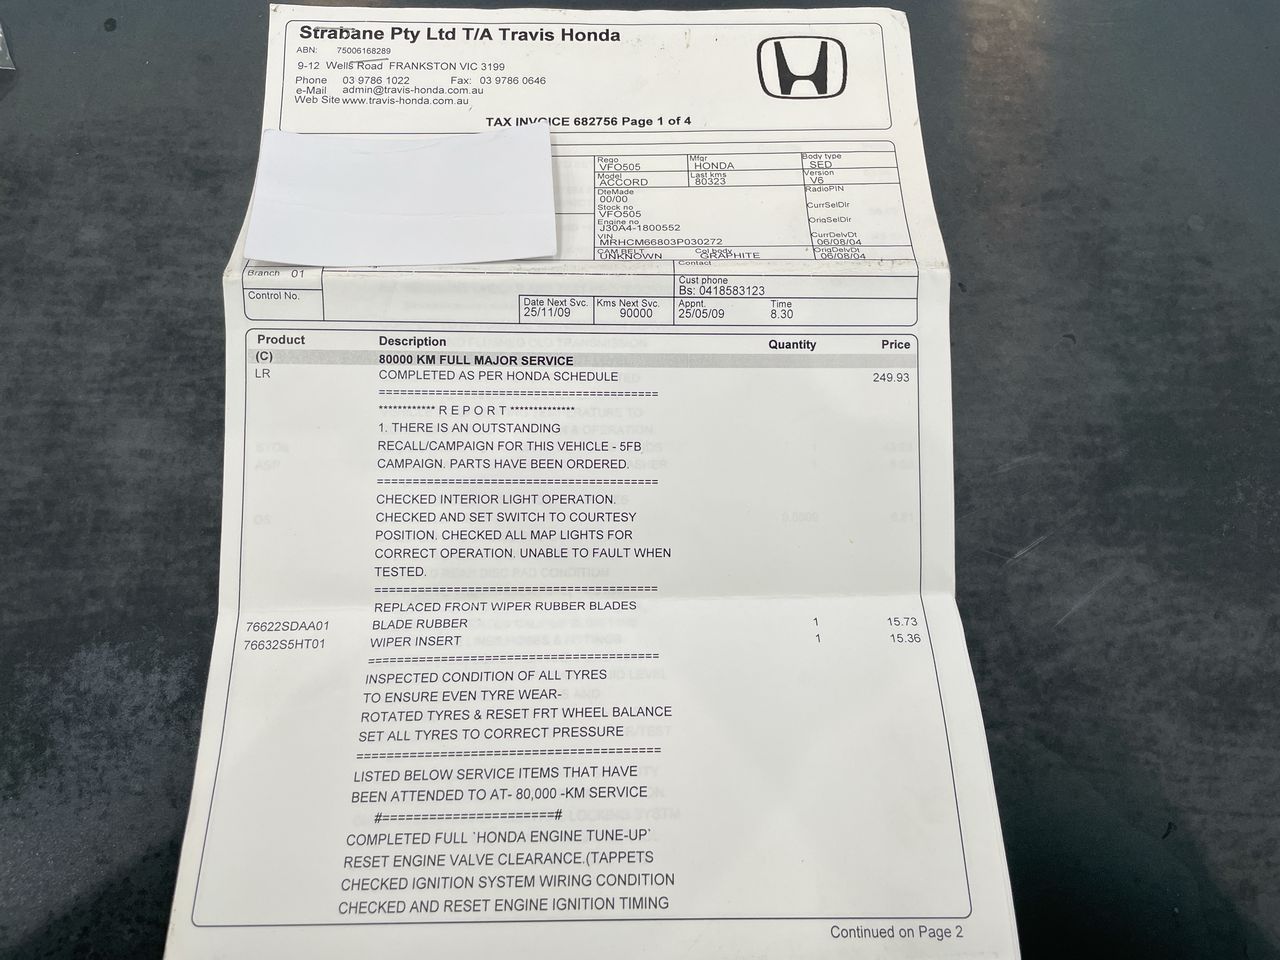 Strabane Pty Ltd T/A Travis Honda
ABN: 75006168289
9-12 Wells Road FRANKSTON VIC 3199
Phone 03 9786 1022 Fax: 03 9786 0646
e-Mail admin@travis-honda.com.au
Web Site www.travis-honda.com.au
TAX INVOICE 682756 Page 1 of 4
Rego Mfgr Body type
VFO505 HONDA SED
Model Last kms Version
ACCORD 80323 V6
DteMade RadioPIN
00/00
Stock no CurrSelDlr
VFO505
Engine no OrigSelDlr
J30A4-1800552
VIN CurrDelvDt
MRHCM66803P030272 06/08/04
CAM BELT Col body OrigDelvDt
UNKNOWN GRAPHITE 06/08/04
Branch 01 Contact
Cust phone
Bs: 0418583123
Control No.
Date Next Svc. Kms Next Svc. Appnt. Time
25/11/09 90000 25/05/09 8.30
Product Description Quantity Price
(C) 80000 KM FULL MAJOR SERVICE
LR COMPLETED AS PER HONDA SCHEDULE 249.93
=====================================
************ R E P O R T **************
1. THERE IS AN OUTSTANDING
RECALL/CAMPAIGN FOR THIS VEHICLE - 5FB
CAMPAIGN. PARTS HAVE BEEN ORDERED.
=====================================
CHECKED INTERIOR LIGHT OPERATION.
CHECKED AND SET SWITCH TO COURTESY
POSITION. CHECKED ALL MAP LIGHTS FOR
CORRECT OPERATION. UNABLE TO FAULT WHEN
TESTED.
=====================================
REPLACED FRONT WIPER RUBBER BLADES
76622SDAA01 BLADE RUBBER 1 15.73
76632S5HT01 WIPER INSERT 1 15.36
=====================================
INSPECTED CONDITION OF ALL TYRES
TO ENSURE EVEN TYRE WEAR-
ROTATED TYRES & RESET FRT WHEEL BALANCE
SET ALL TYRES TO CORRECT PRESSURE
=====================================
LISTED BELOW SERVICE ITEMS THAT HAVE
BEEN ATTENDED TO AT- 80,000 -KM SERVICE
#=====================#
COMPLETED FULL `HONDA ENGINE TUNE-UP`
RESET ENGINE VALVE CLEARANCE.(TAPPETS
CHECKED IGNITION SYSTEM WIRING CONDITION
CHECKED AND RESET ENGINE IGNITION TIMING
Continued on Page 2